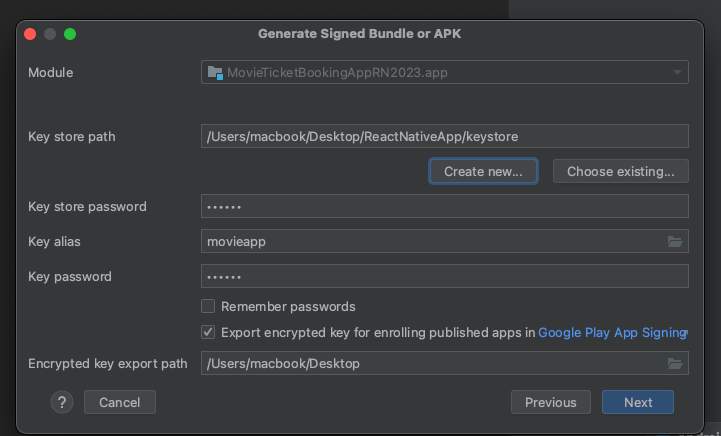 Generate Signed Bundle or APK
Module
MovieTicketBookingAppRN2023.app
Key store path
/Users/macbook/Desktop/ReactNativeApp/keystore
Create new...
Choose existing...
Key store password
••••••
Key alias
movieapp
Key password
••••••
Remember passwords
Export encrypted key for enrolling published apps in Google Play App Signing
Encrypted key export path
/Users/macbook/Desktop
?
Cancel
Previous
Next